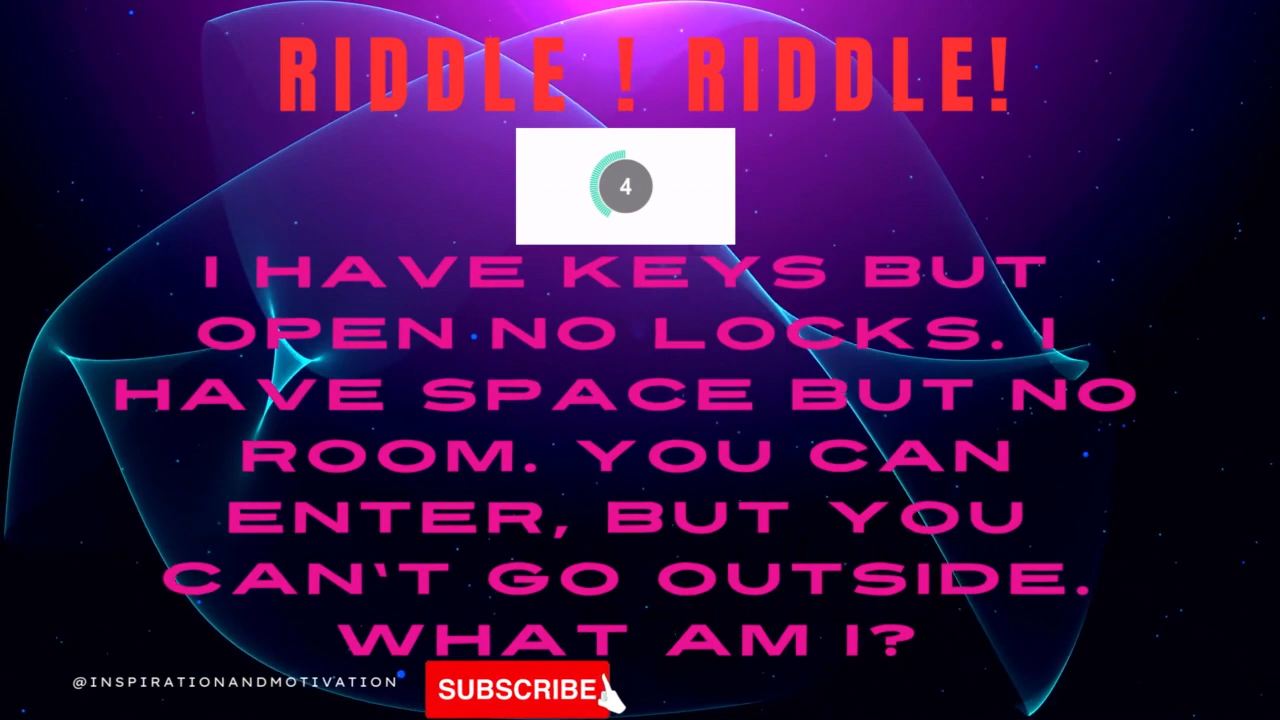 RIDDLE ! RIDDLE!
4
I HAVE KEYS BUT
OPEN NO LOCKS. I
HAVE SPACE BUT NO
ROOM. YOU CAN
ENTER, BUT YOU
CAN'T GO OUTSIDE.
WHAT AM I?
@INSPIRATIONANDMOTIVATION
SUBSCRIBE